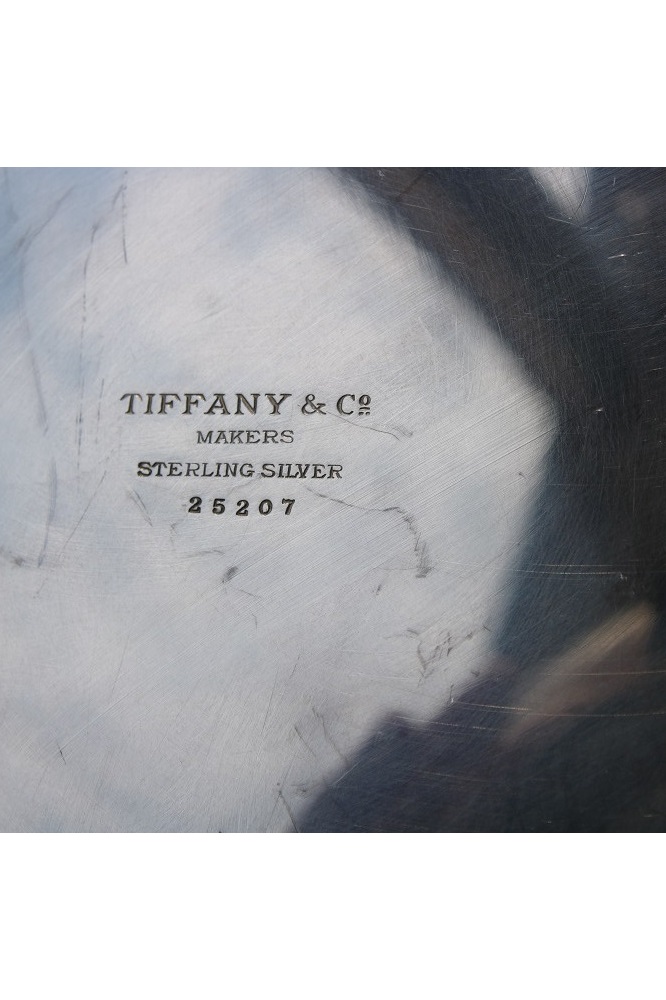 TIFFANY & Cº
MAKERS
STERLING SILVER
25207